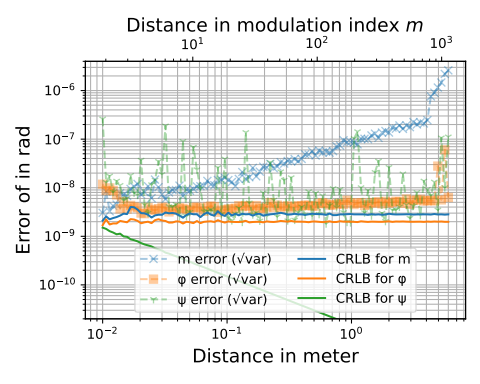 Distance in modulation index m
10¹ 10² 10³
Error of in rad
10⁻⁶
10⁻⁷
10⁻⁸
10⁻⁹
10⁻¹⁰
m error (√var) CRLB for m
φ error (√var) CRLB for φ
ψ error (√var) CRLB for ψ
10⁻² 10⁻¹ 10⁰
Distance in meter